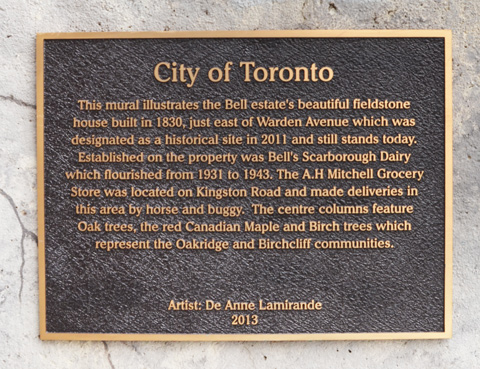 City of Toronto
This mural illustrates the Bell estate's beautiful fieldstone
house built in 1830, just east of Warden Avenue which was
designated as a historical site in 2011 and still stands today.
Established on the property was Bell's Scarborough Dairy
which flourished from 1931 to 1943. The A.H Mitchell Grocery
Store was located on Kingston Road and made deliveries in
this area by horse and buggy. The centre columns feature
Oak trees, the red Canadian Maple and Birch trees which
represent the Oakridge and Birchcliff communities.
Artist: De Anne Lamirande
2013